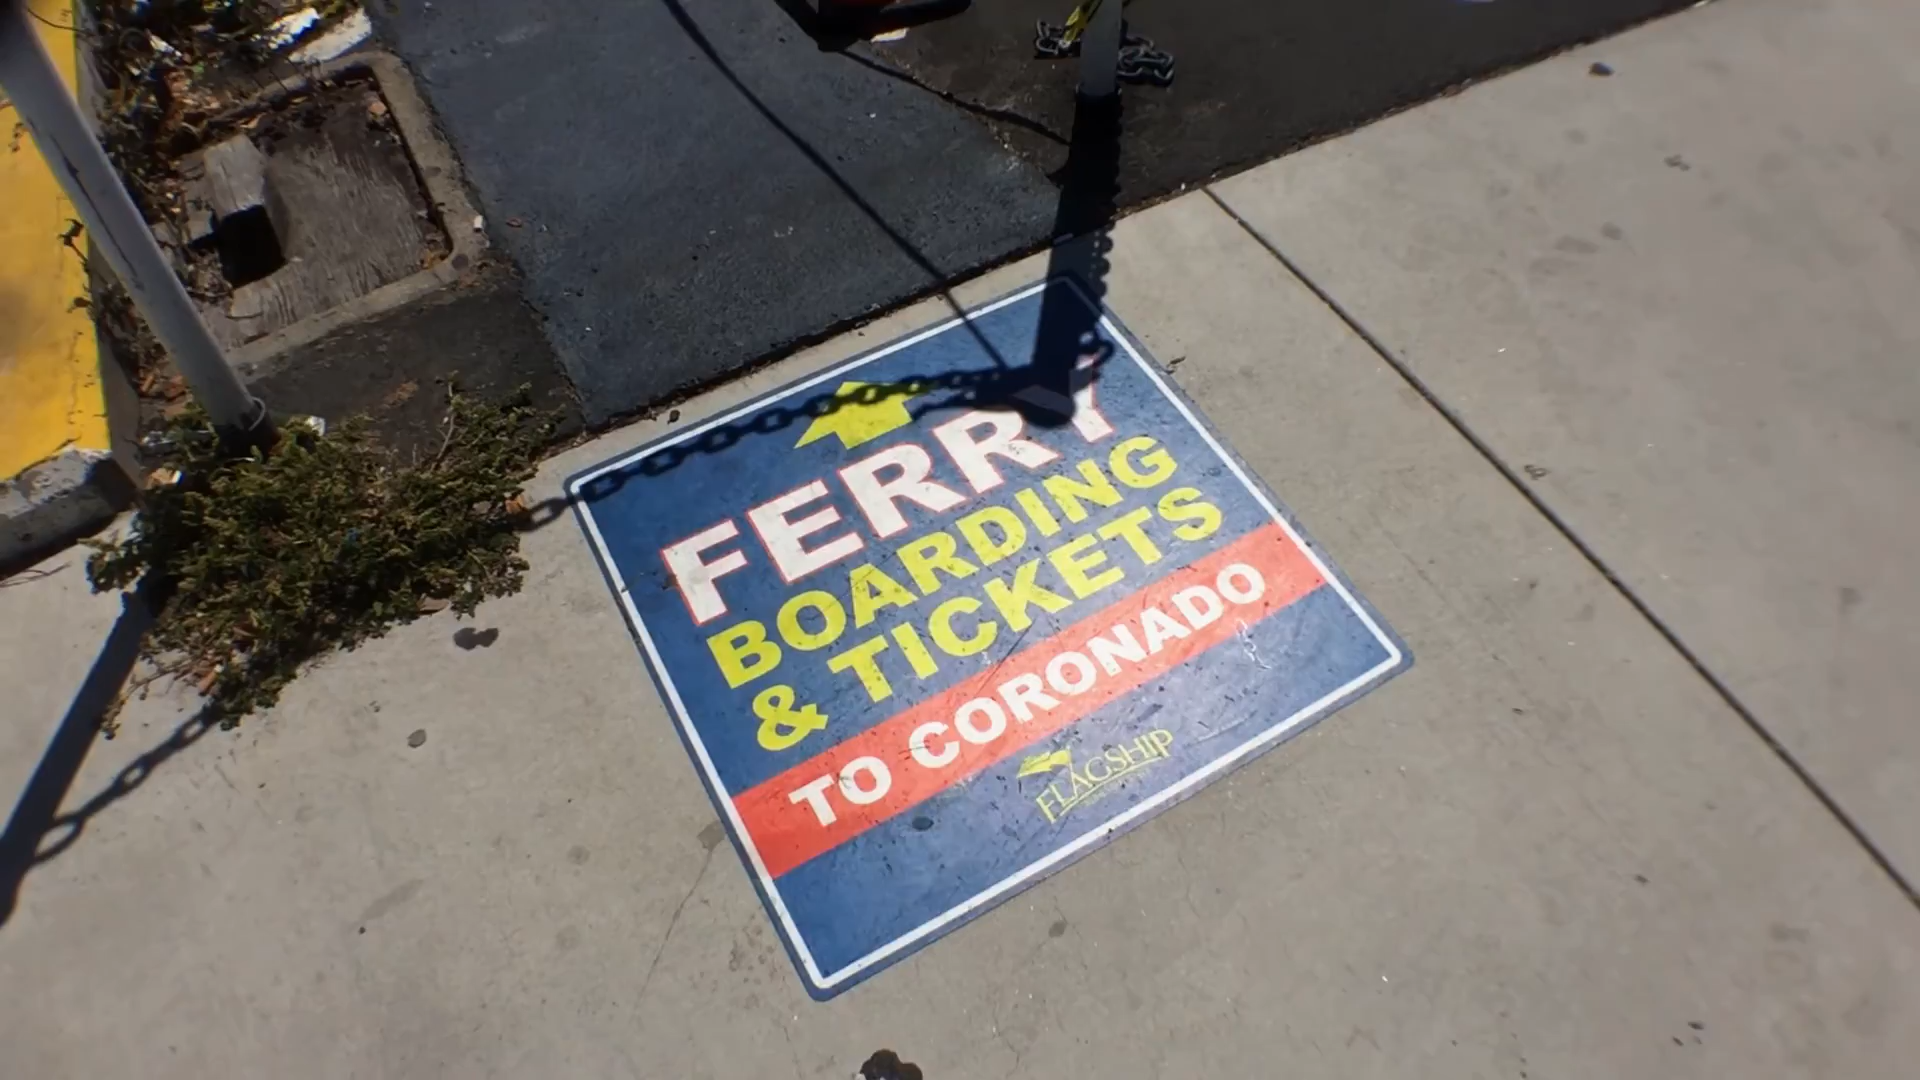 FERRY
BOARDING
& TICKETS
TO CORONADO
FLAGSHIP